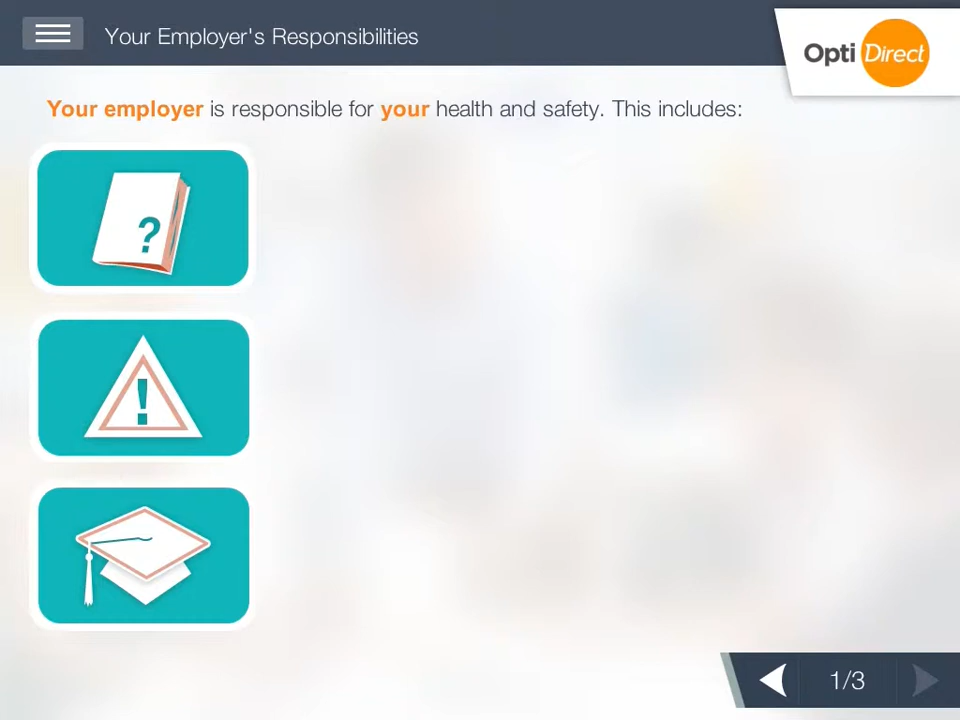 Your Employer's Responsibilities
Opti Direct
Your employer is responsible for your health and safety. This includes:
?
!
1/3